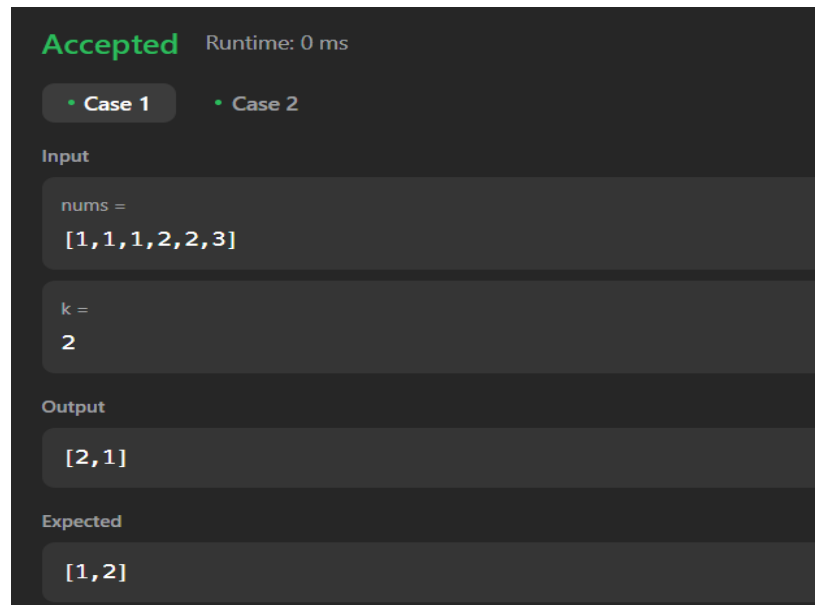 Accepted Runtime: 0 ms
• Case 1 • Case 2
Input
nums =
[1,1,1,2,2,3]
k =
2
Output
[2,1]
Expected
[1,2]